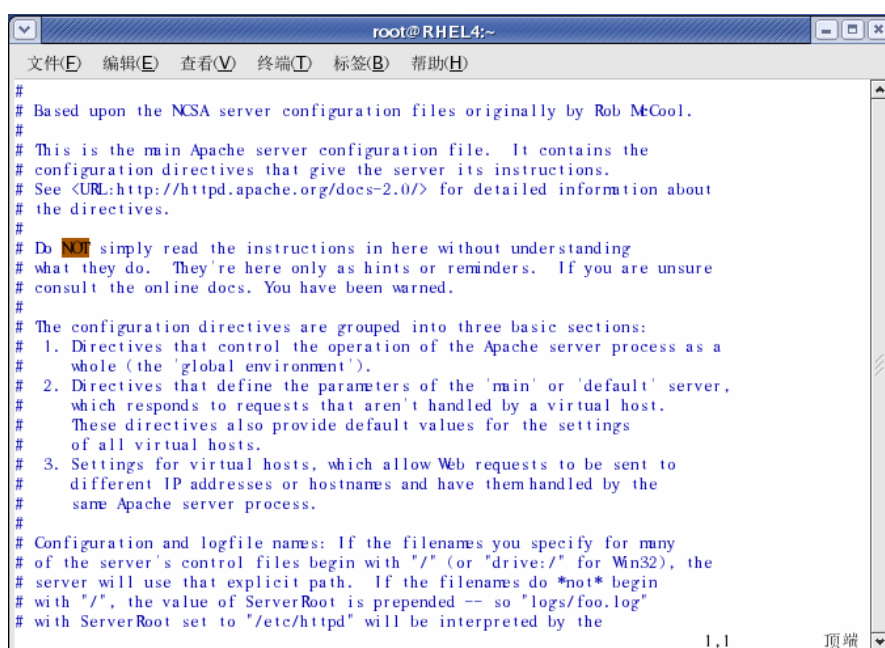 root@RHEL4:~
文件(F) 编辑(E) 查看(V) 终端(T) 标签(B) 帮助(H)
#
# Based upon the NCSA server configuration files originally by Rob McCool.
#
# This is the main Apache server configuration file.  It contains the
# configuration directives that give the server its instructions.
# See <URL:http://httpd.apache.org/docs-2.0/> for detailed information about
# the directives.
#
# Do NOT simply read the instructions in here without understanding
# what they do.  They're here only as hints or reminders.  If you are unsure
# consult the online docs. You have been warned.
#
# The configuration directives are grouped into three basic sections:
#  1. Directives that control the operation of the Apache server process as a
#     whole (the 'global environment').
#  2. Directives that define the parameters of the 'main' or 'default' server,
#     which responds to requests that aren't handled by a virtual host.
#     These directives also provide default values for the settings
#     of all virtual hosts.
#  3. Settings for virtual hosts, which allow Web requests to be sent to
#     different IP addresses or hostnames and have them handled by the
#     same Apache server process.
#
# Configuration and logfile names: If the filenames you specify for many
# of the server's control files begin with "/" (or "drive:/" for Win32), the
# server will use that explicit path.  If the filenames do *not* begin
# with "/", the value of ServerRoot is prepended -- so "logs/foo.log"
# with ServerRoot set to "/etc/httpd" will be interpreted by the
1,1 顶端